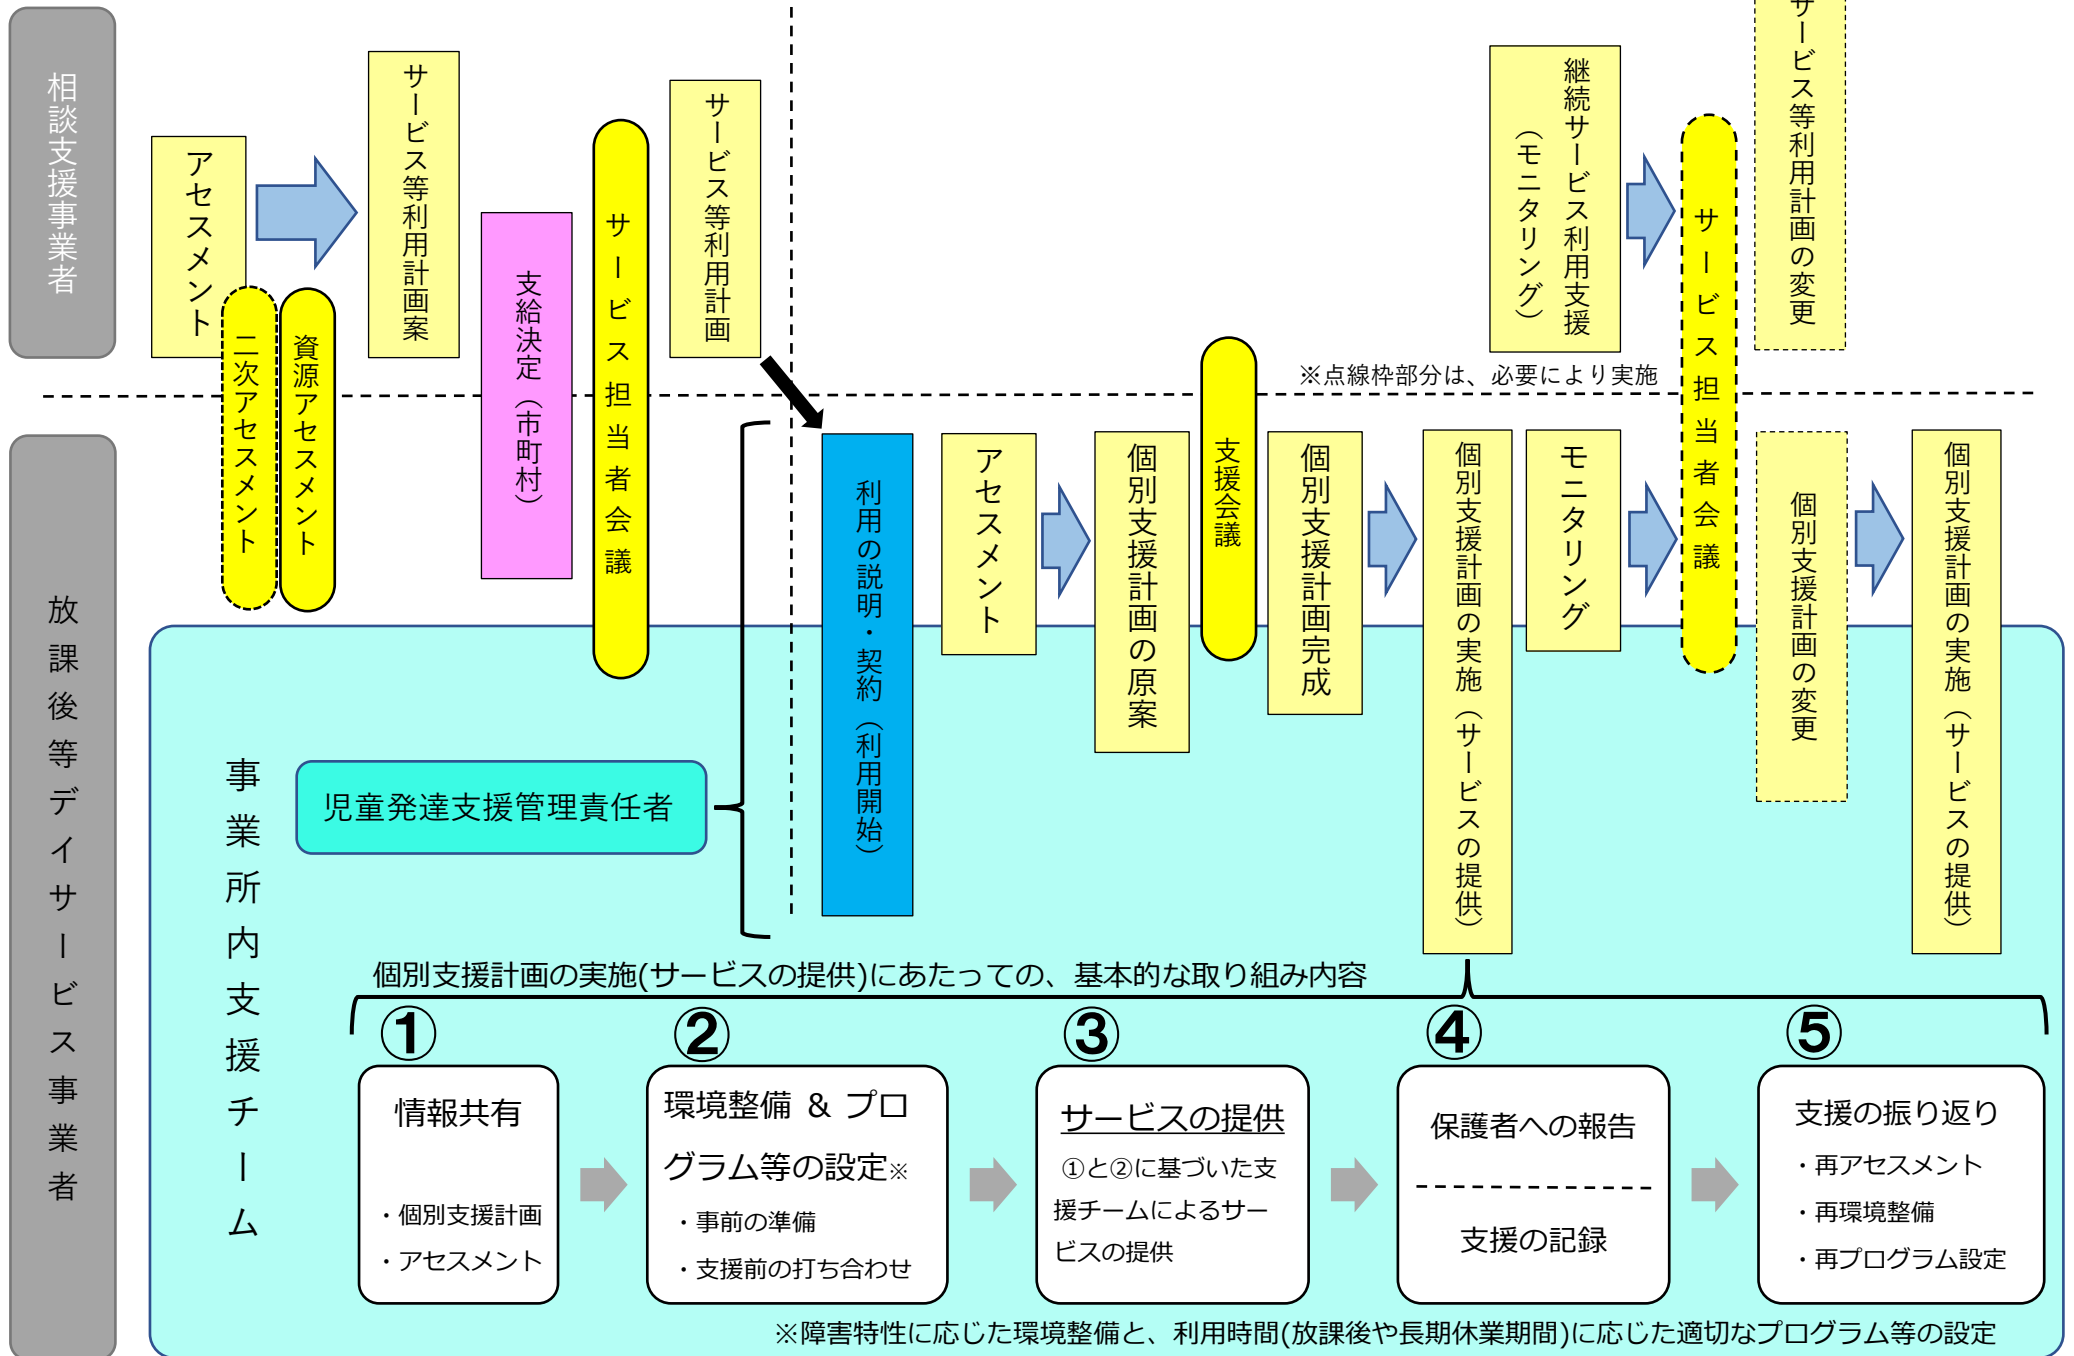 相談支援事業者
アセスメント
二次アセスメント
資源アセスメント
サービス等利用計画案
支給決定（市町村）
サービス担当者会議
サービス等利用計画
継続サービス利用支援
（モニタリング）
サービス担当者会議
サービス等利用計画の変更
※点線枠部分は、必要により実施
放課後等デイサービス事業者
利用の説明・契約（利用開始）
アセスメント
個別支援計画の原案
支援会議
個別支援計画完成
個別支援計画の実施（サービスの提供）
モニタリング
個別支援計画の変更
個別支援計画の実施（サービスの提供）
事業所内支援チーム
児童発達支援管理責任者
個別支援計画の実施(サービスの提供)にあたっての、基本的な取り組み内容
①
情報共有
・個別支援計画
・アセスメント
②
環境整備 & プロ
グラム等の設定※
・事前の準備
・支援前の打ち合わせ
③
サービスの提供
①と②に基づいた支
援チームによるサー
ビスの提供
④
保護者への報告
支援の記録
⑤
支援の振り返り
・再アセスメント
・再環境整備
・再プログラム設定
※障害特性に応じた環境整備と、利用時間(放課後や長期休業期間)に応じた適切なプログラム等の設定